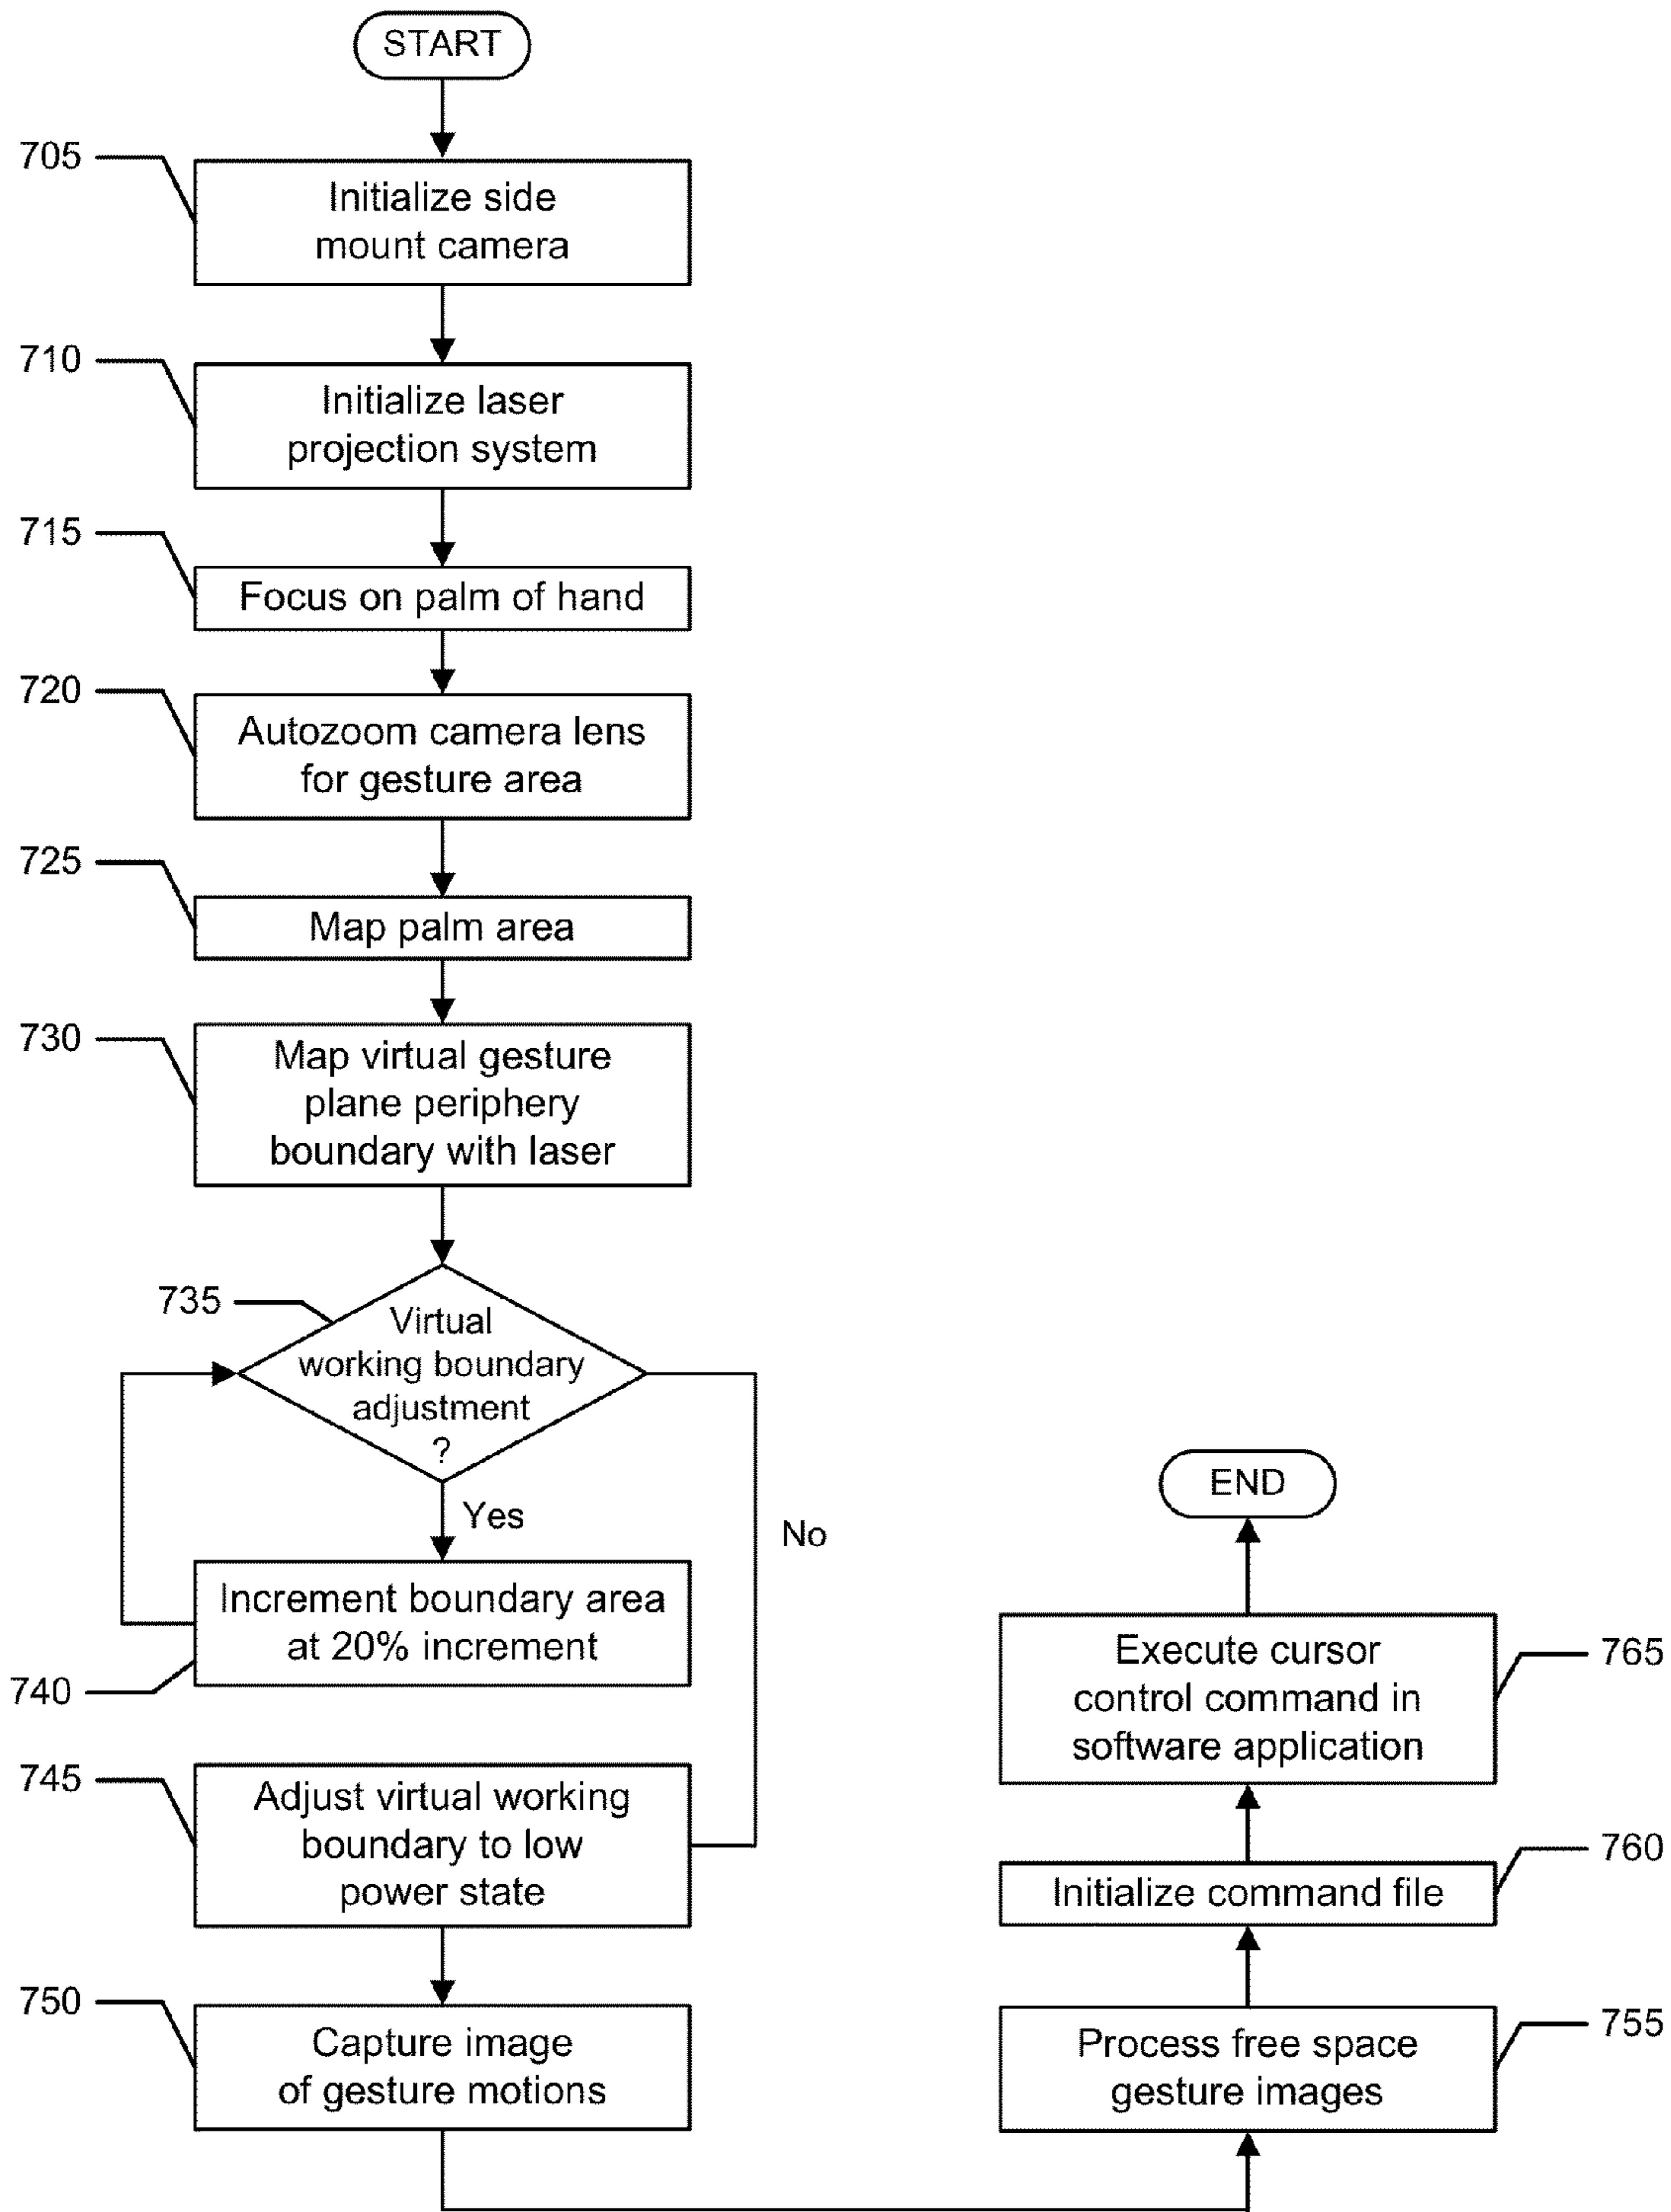 START
705
Initialize side
mount camera
710
Initialize laser
projection system
715
Focus on palm of hand
720
Autozoom camera lens
for gesture area
725
Map palm area
730
Map virtual gesture
plane periphery
boundary with laser
735
Virtual
working boundary
adjustment
?
Yes
No
Increment boundary area
at 20% increment
740
745
Adjust virtual working
boundary to low
power state
750
Capture image
of gesture motions
Process free space
gesture images
755
Initialize command file
760
Execute cursor
control command in
software application
765
END